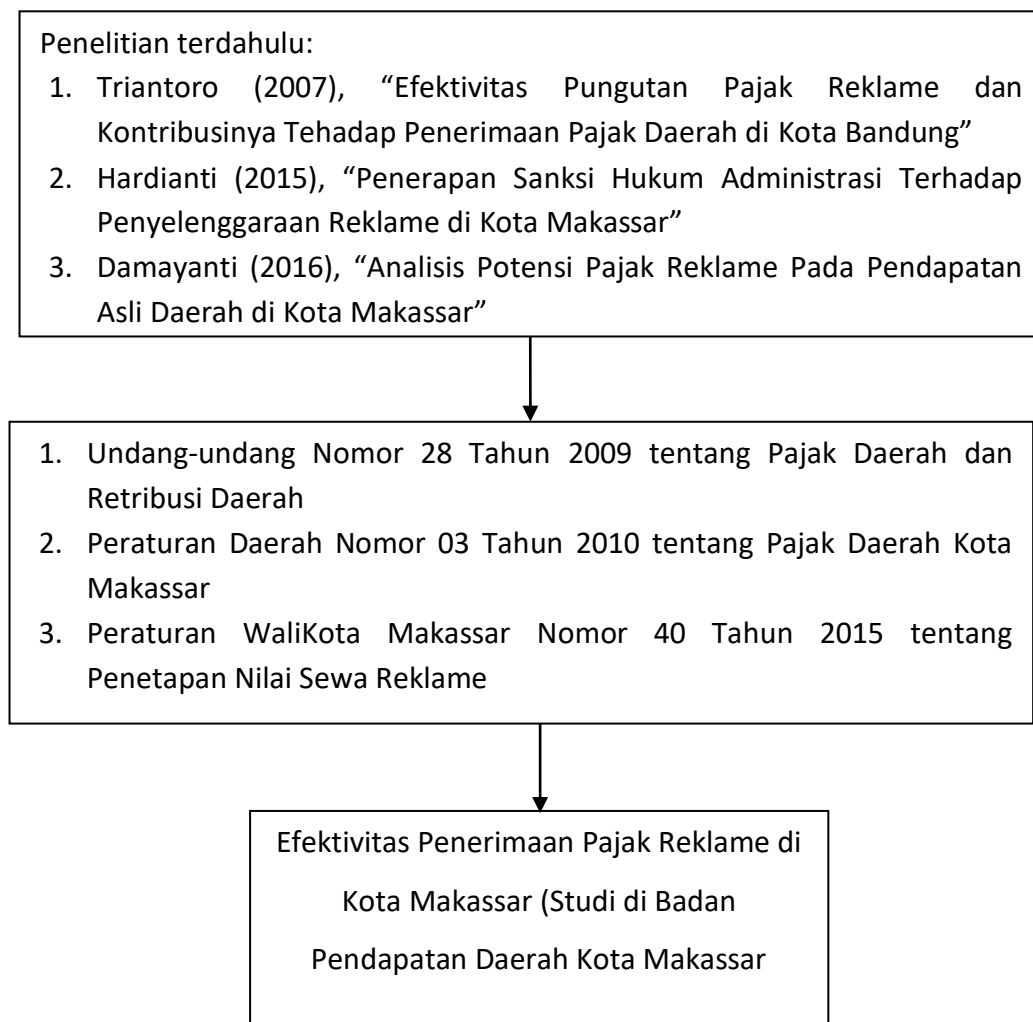 Penelitian terdahulu:
1. Triantoro (2007), “Efektivitas Pungutan Pajak Reklame dan
Kontribusinya Tehadap Penerimaan Pajak Daerah di Kota Bandung”
2. Hardianti (2015), “Penerapan Sanksi Hukum Administrasi Terhadap
Penyelenggaraan Reklame di Kota Makassar”
3. Damayanti (2016), “Analisis Potensi Pajak Reklame Pada Pendapatan
Asli Daerah di Kota Makassar”
1. Undang-undang Nomor 28 Tahun 2009 tentang Pajak Daerah dan
Retribusi Daerah
2. Peraturan Daerah Nomor 03 Tahun 2010 tentang Pajak Daerah Kota
Makassar
3. Peraturan WaliKota Makassar Nomor 40 Tahun 2015 tentang
Penetapan Nilai Sewa Reklame
Efektivitas Penerimaan Pajak Reklame di
Kota Makassar (Studi di Badan
Pendapatan Daerah Kota Makassar